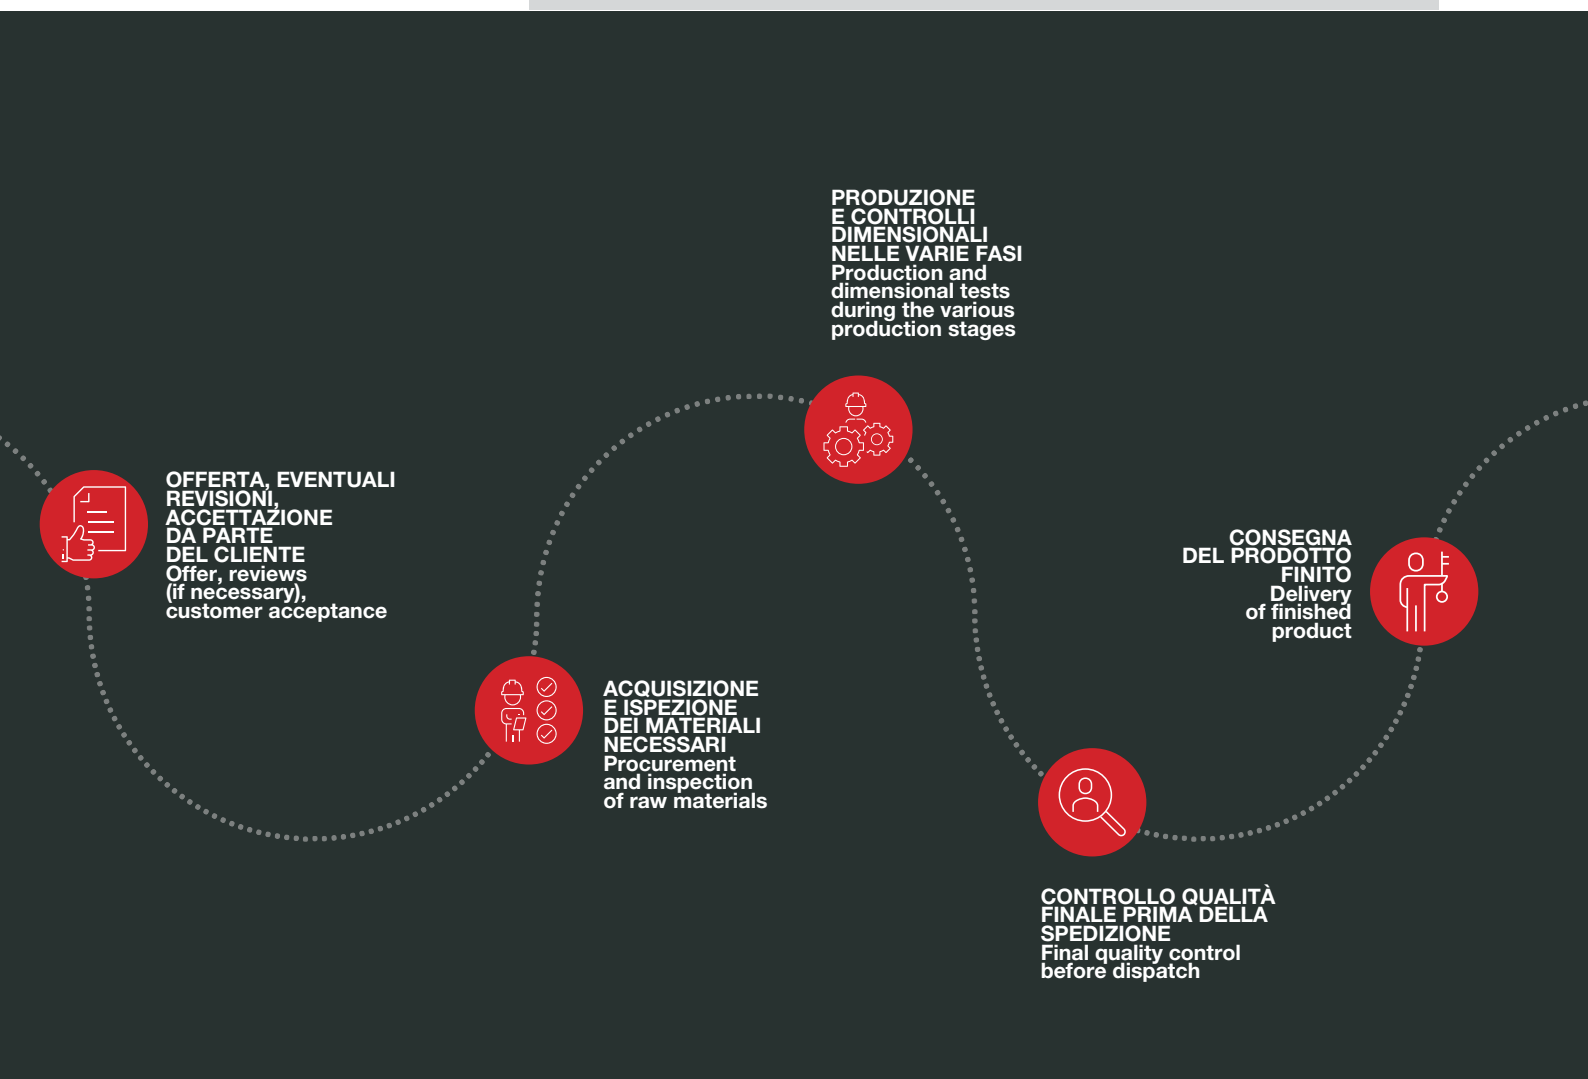 OFFERTA, EVENTUALI
REVISIONI,
ACCETTAZIONE
DA PARTE
DEL CLIENTE
Offer, reviews
(if necessary),
customer acceptance
ACQUISIZIONE
E ISPEZIONE
DEI MATERIALI
NECESSARI
Procurement
and inspection
of raw materials
PRODUZIONE
E CONTROLLI
DIMENSIONALI
NELLE VARIE FASI
Production and
dimensional tests
during the various
production stages
CONTROLLO QUALITÀ
FINALE PRIMA DELLA
SPEDIZIONE
Final quality control
before dispatch
CONSEGNA
DEL PRODOTTO
FINITO
Delivery
of finished
product